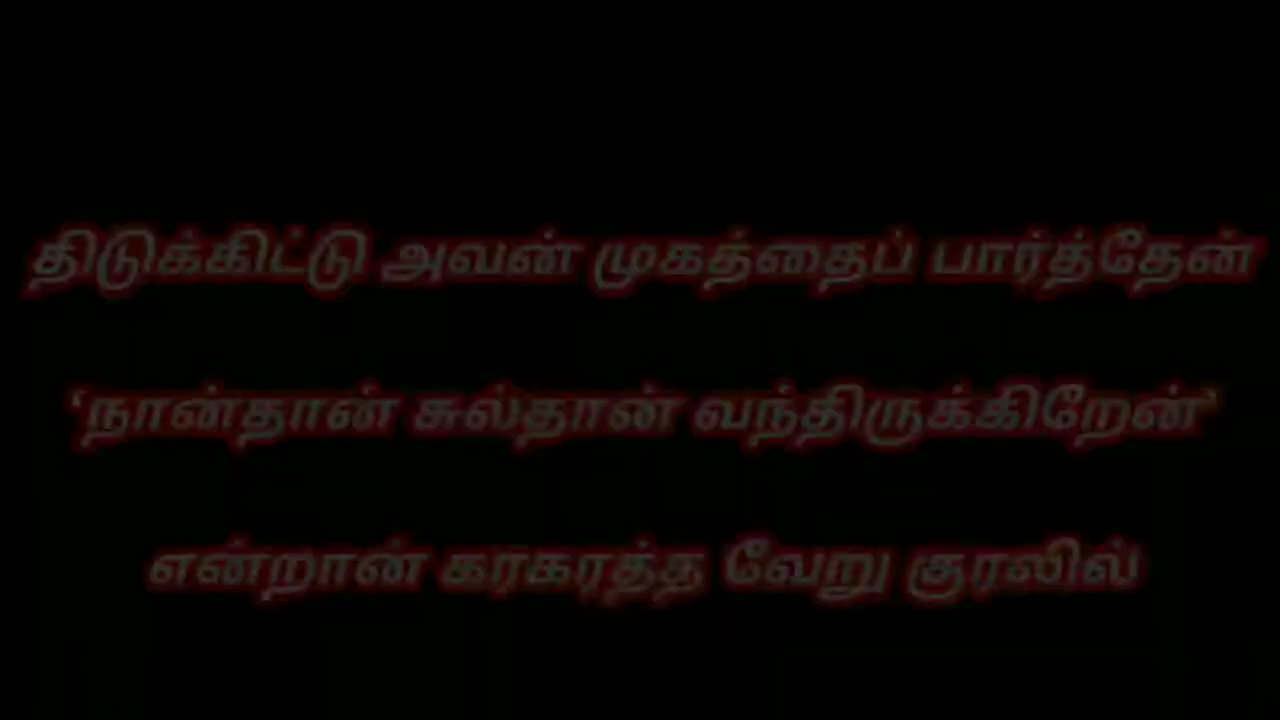 திடுக்கிட்டு அவன் முகத்தைப் பார்த்தேன்
‘நான்தான் சுல்தான் வந்திருக்கிறேன்’
என்றான் கரகரத்த வேறு குரலில்